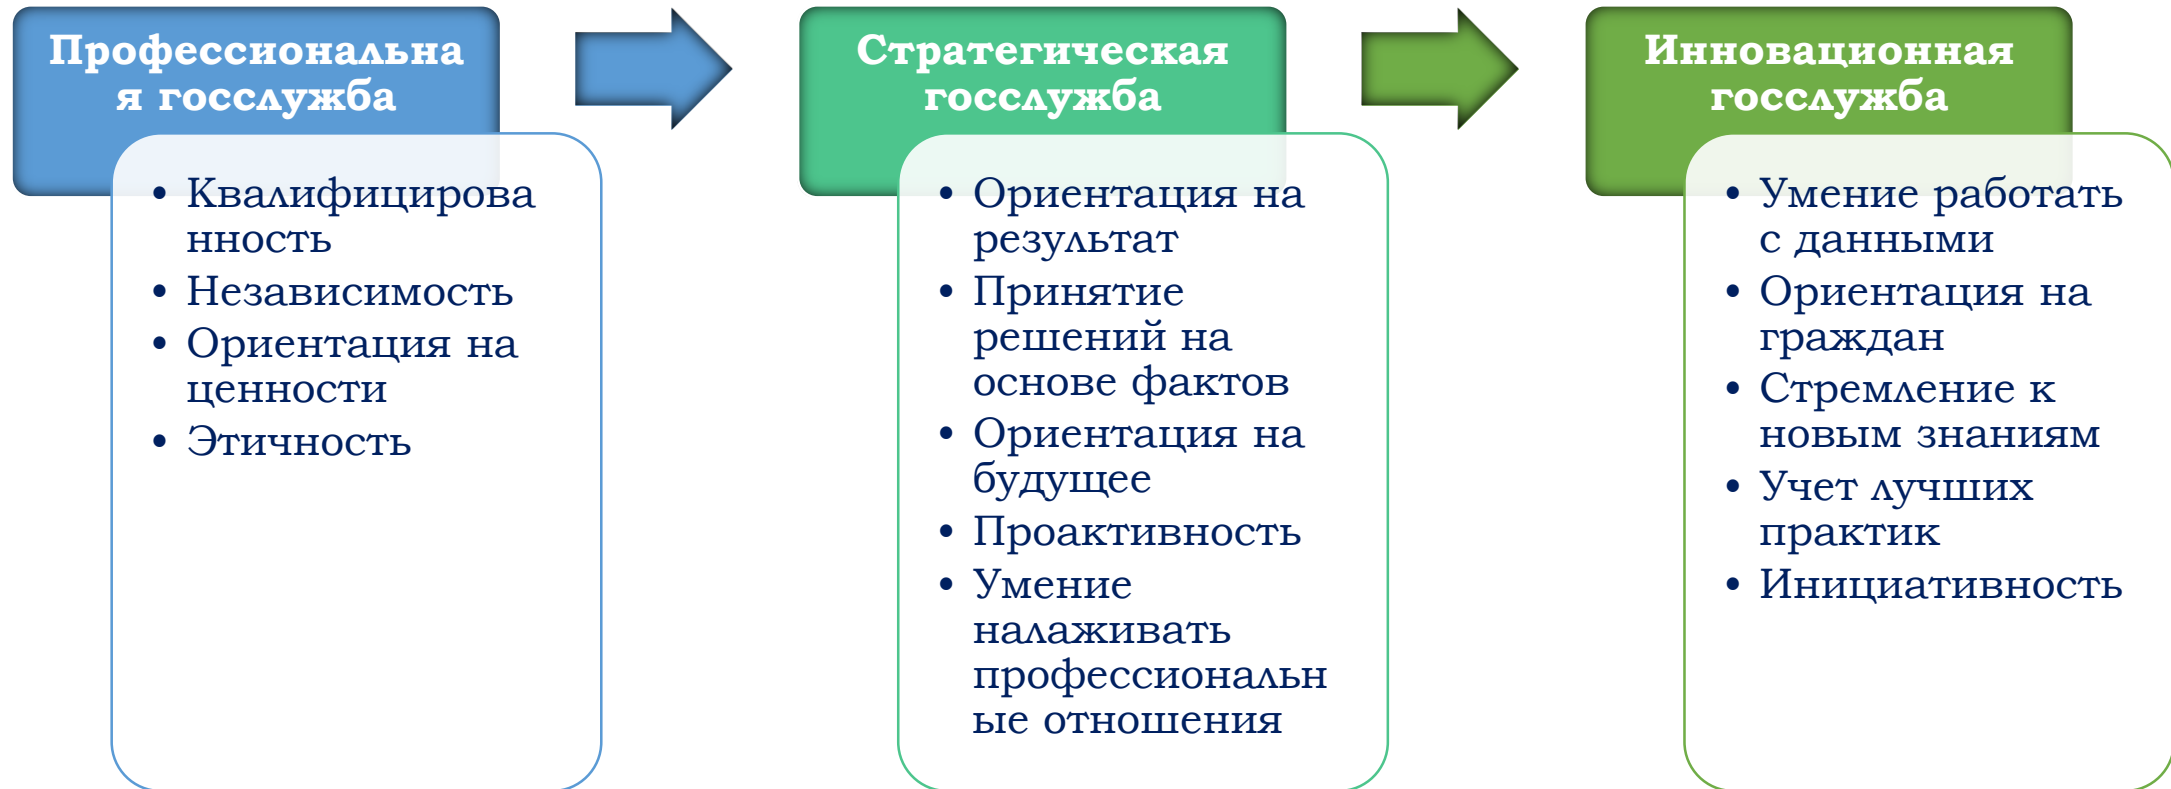 Профессиональна
я госслужба
• Квалифицирова
нность
• Независимость
• Ориентация на
ценности
• Этичность
Стратегическая
госслужба
• Ориентация на
результат
• Принятие
решений на
основе фактов
• Ориентация на
будущее
• Проактивность
• Умение
налаживать
профессиональн
ые отношения
Инновационная
госслужба
• Умение работать
с данными
• Ориентация на
граждан
• Стремление к
новым знаниям
• Учет лучших
практик
• Инициативность